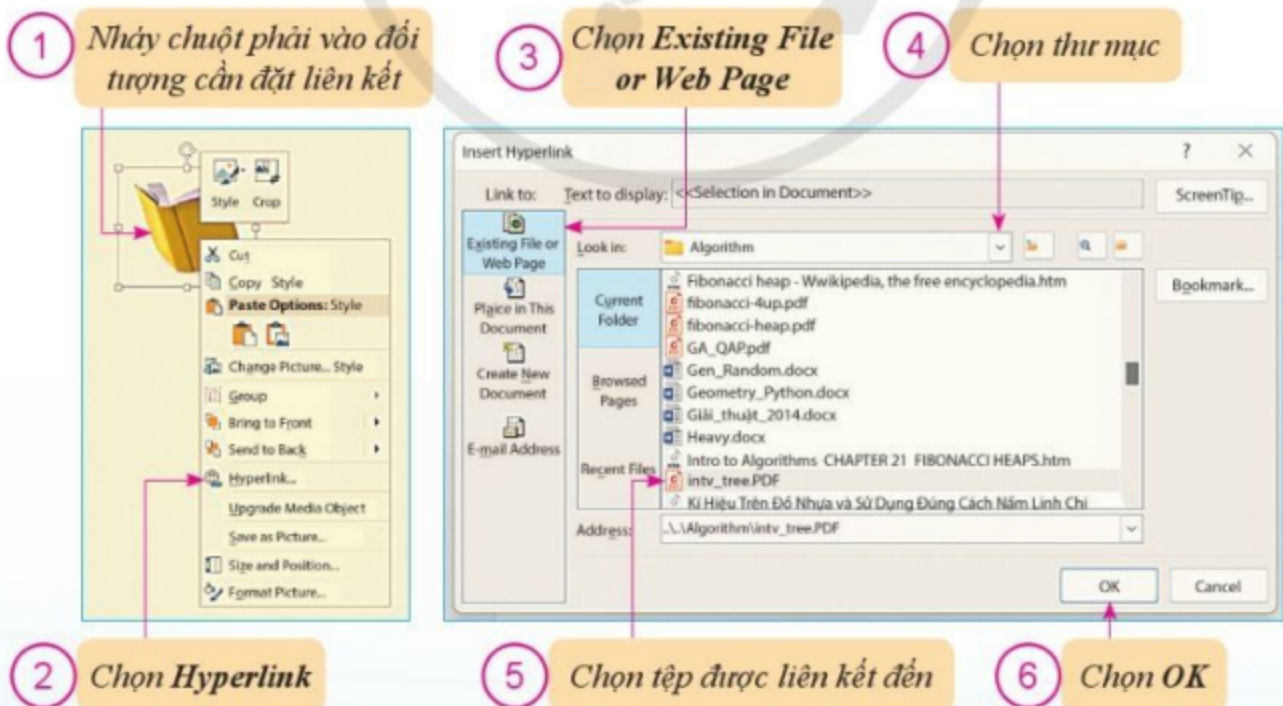 1
Nháy chuột phải vào đối
tượng cần đặt liên kết
3
Chọn Existing File
or Web Page
4
Chọn thư mục
Style Crop
Cut
Copy Style
Paste Options: Style
Change Picture... Style
Group
Bring to Front
Send to Back
Hyperlink...
Upgrade Media Object
Save as Picture...
Size and Position...
Format Picture...
Insert Hyperlink
? ×
Link to:
Text to display: <<Selection in Document>>
ScreenTip...
Existing File or
Web Page
Look in: Algorithm
Bookmark...
Place in This
Document
Create New
Document
E-mail Address
Current
Folder
Browsed
Pages
Recent Files
Fibonacci heap - Wwikipedia, the free encyclopedia.htm
fibonacci-4up.pdf
fibonacci-heap.pdf
GA_QAP.pdf
Gen_Random.docx
Geometry_Python.docx
Giải_thuật_2014.docx
Heavy.docx
Intro to Algorithms CHAPTER 21 FIBONACCI HEAPS.htm
intv_tree.PDF
Kí Hiệu Trên Đồ Nhựa và Sử Dụng Đúng Cách Nấm Linh Chi
Address: ..\..\Algorithm\intv_tree.PDF
OK
Cancel
2
Chọn Hyperlink
5
Chọn tệp được liên kết đến
6
Chọn OK